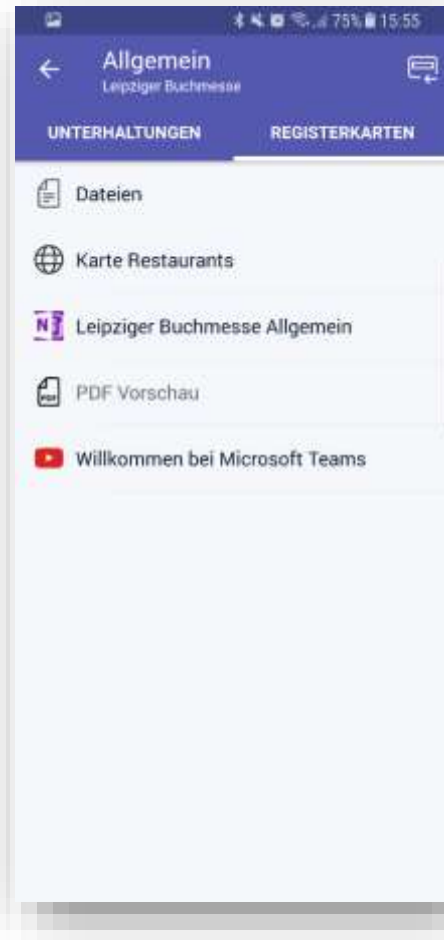 75% 15:55
Allgemein
Leipziger Buchmesse
UNTERHALTUNGEN REGISTERKARTEN
Dateien
Karte Restaurants
N Leipziger Buchmesse Allgemein
PDF PDF Vorschau
Willkommen bei Microsoft Teams